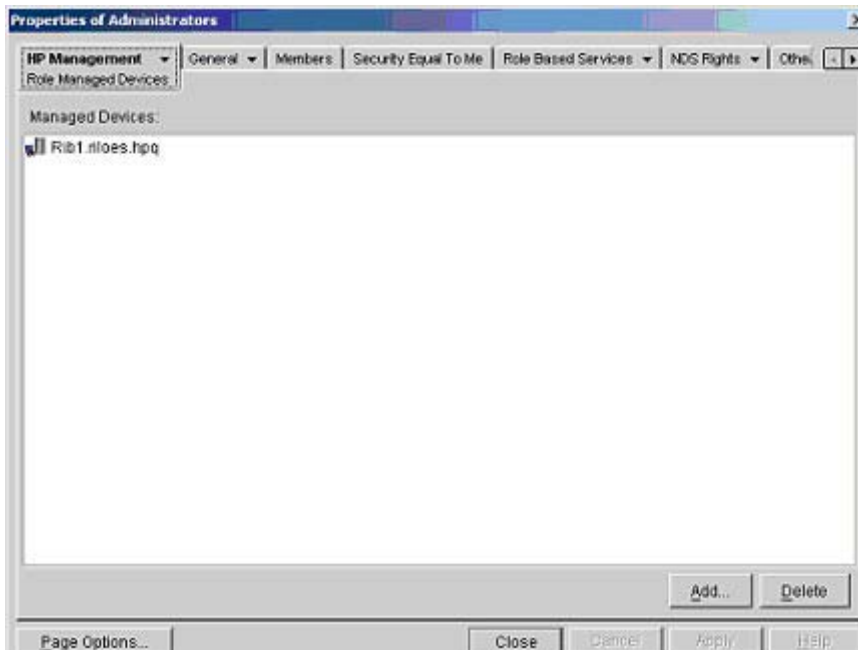 Properties of Administrators
HP Management General Members Security Equal To Me Role Based Services NDS Rights Othe
Role Managed Devices
Managed Devices:
Rib1.riloes.hpq
Add... Delete
Page Options... Close Cancel Apply Help